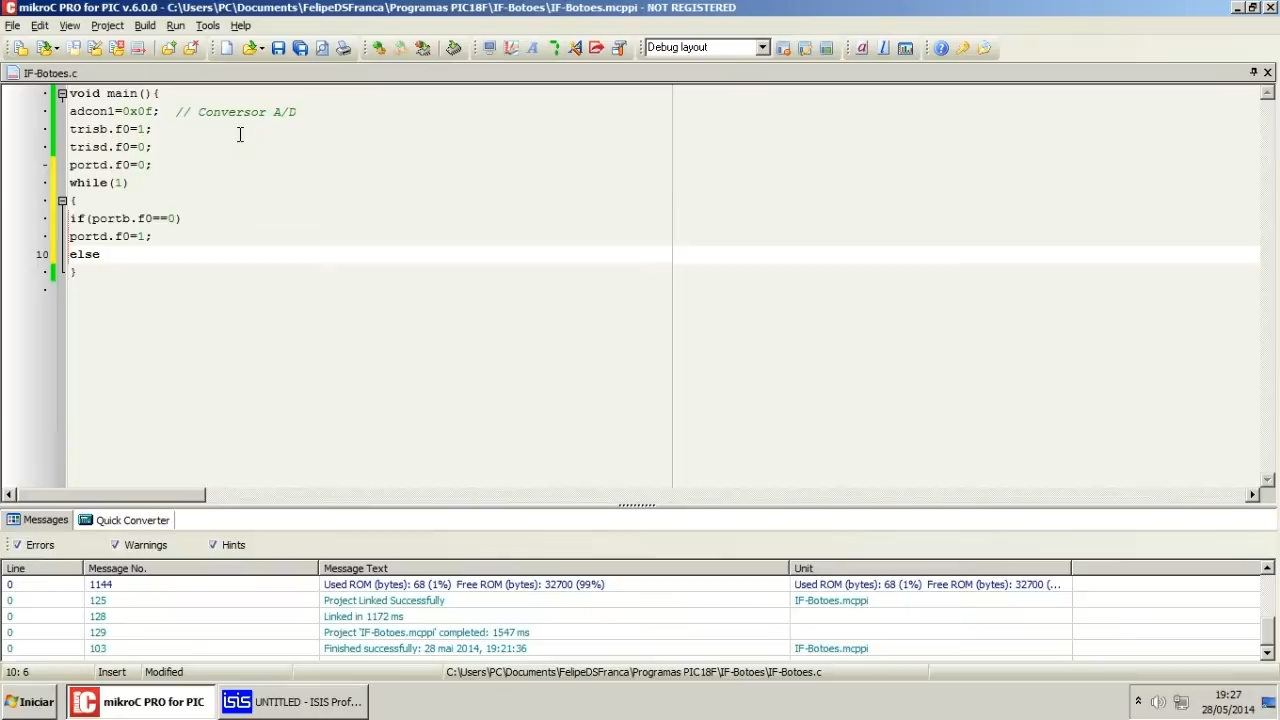 mikroC PRO for PIC v.6.0.0 - C:\Users\PC\Documents\FelipeDSFranca\Programas PIC18F\IF-Botoes\IF-Botoes.mcppi - NOT REGISTERED
File Edit View Project Build Run Tools Help
Debug layout
IF-Botoes.c
void main(){
adcon1=0x0f; // Conversor A/D
trisb.f0=1;
trisd.f0=0;
portd.f0=0;
while(1)
{
if(portb.f0==0)
portd.f0=1;
10 else
}
Messages Quick Converter
Errors Warnings Hints
Line Message No. Message Text Unit
0 1144 Used ROM (bytes): 68 (1%) Free ROM (bytes): 32700 (99%) Used ROM (bytes): 68 (1%) Free ROM (bytes): 32700 (...
0 125 Project Linked Successfully IF-Botoes.mcppi
0 128 Linked in 1172 ms
0 129 Project 'IF-Botoes.mcppi' completed: 1547 ms
0 103 Finished successfully: 28 mai 2014, 19:21:36 IF-Botoes.mcppi
10: 6 Insert Modified C:\Users\PC\Documents\FelipeDSFranca\Programas PIC18F\IF-Botoes\IF-Botoes.c
Iniciar mikroC PRO for PIC isis UNTITLED - ISIS Prof... 19:27
28/05/2014